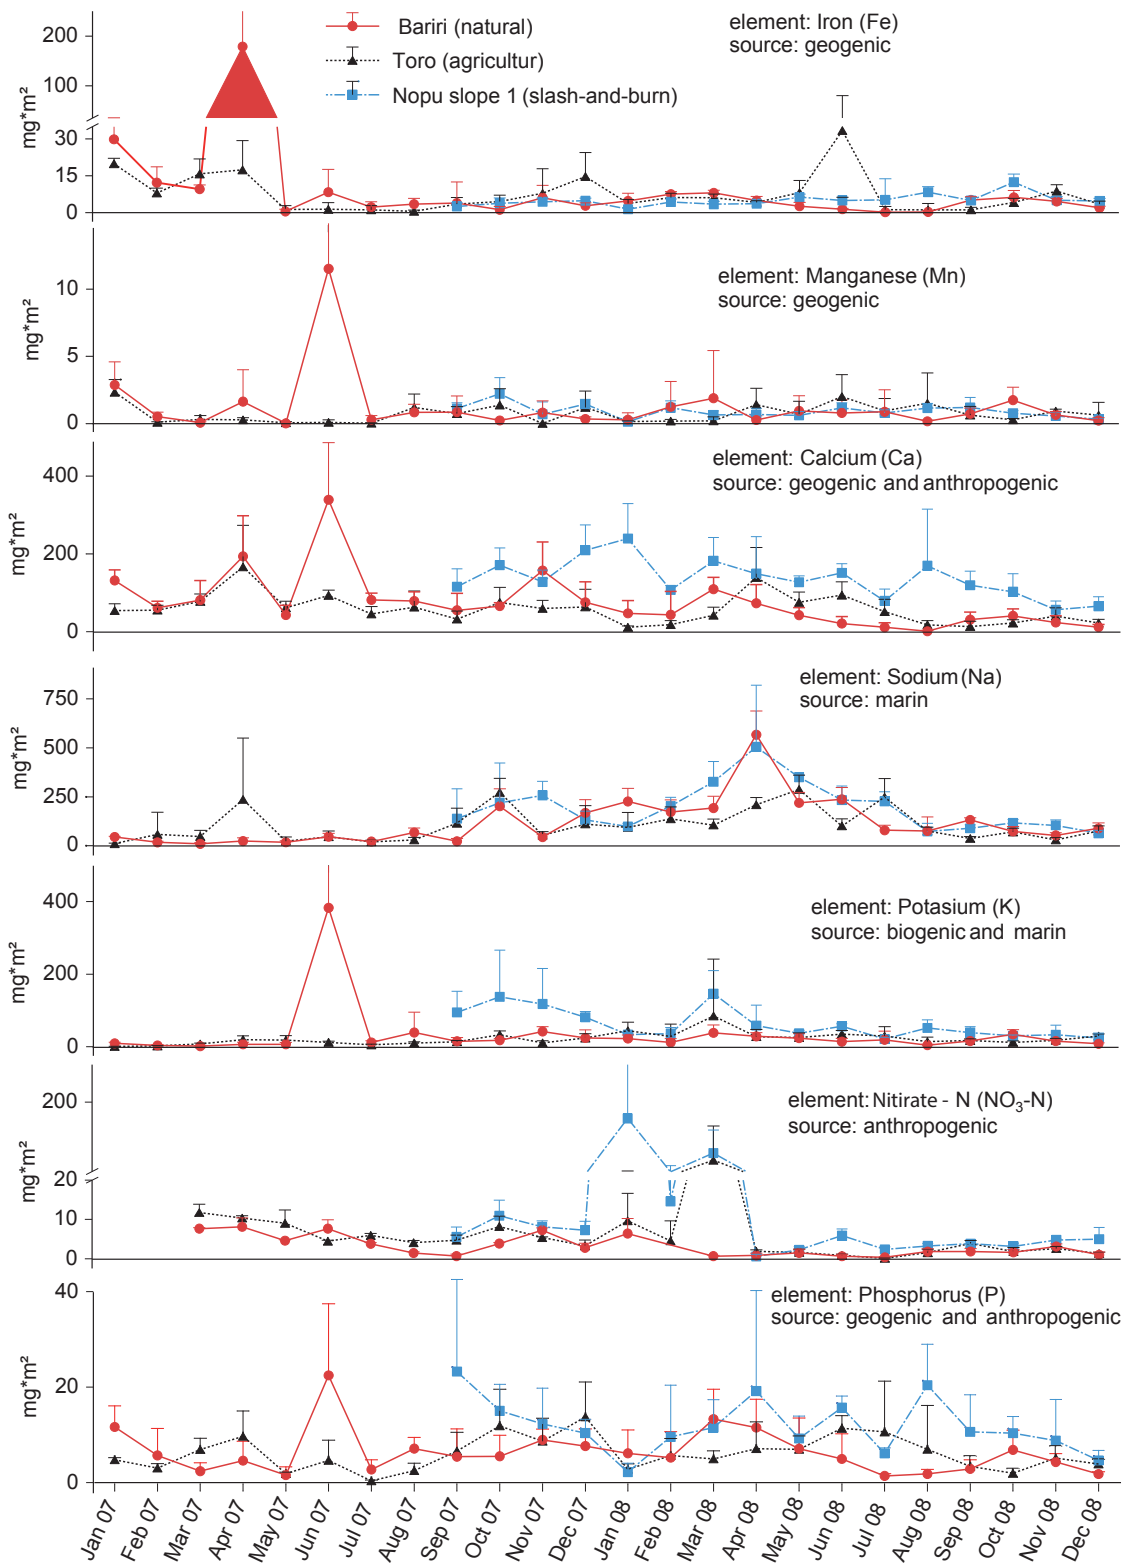 Bariri (natural)
Toro (agricultur)
Nopu slope 1 (slash-and-burn)
element: Iron (Fe)
source: geogenic
200
100
30
15
0
mg*m²
mg*m²
element: Manganese (Mn)
source: geogenic
10
5
0
mg*m²
element: Calcium (Ca)
source: geogenic and anthropogenic
400
200
0
mg*m²
element: Sodium (Na)
source: marin
750
500
250
0
mg*m²
element: Potasium (K)
source: biogenic and marin
400
200
0
mg*m²
element: Nitirate - N (NO₃-N)
source: anthropogenic
200
20
10
0
mg*m²
element: Phosphorus (P)
source: geogenic and anthropogenic
40
20
0
mg*m²
Jan 07
Feb 07
Mar 07
Apr 07
May 07
Jun 07
Jul 07
Aug 07
Sep 07
Oct 07
Nov 07
Dec 07
Jan 08
Feb 08
Mar 08
Apr 08
May 08
Jun 08
Jul 08
Aug 08
Sep 08
Oct 08
Nov 08
Dec 08